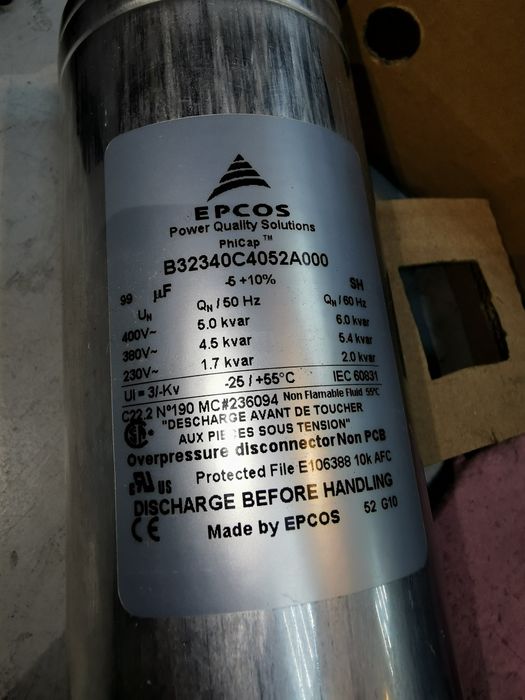 EPCOS
Power Quality Solutions
PhiCap ™
B32340C4052A000
99 µF -5 +10% SH
UN QN / 50 Hz QN / 60 Hz
400V~ 5.0 kvar 6.0 kvar
380V~ 4.5 kvar 5.4 kvar
230V~ 1.7 kvar 2.0 kvar
Ui = 3/-Kv -25 / +55°C IEC 60831
C22.2 N°190 MC#236094 Non Flamable Fluid 55°C
"DESCHARGE AVANT DE TOUCHER
AUX PIECES SOUS TENSION"
Overpressure disconnector Non PCB
Protected File E106388 10k AFC
DISCHARGE BEFORE HANDLING
Made by EPCOS 52 G10